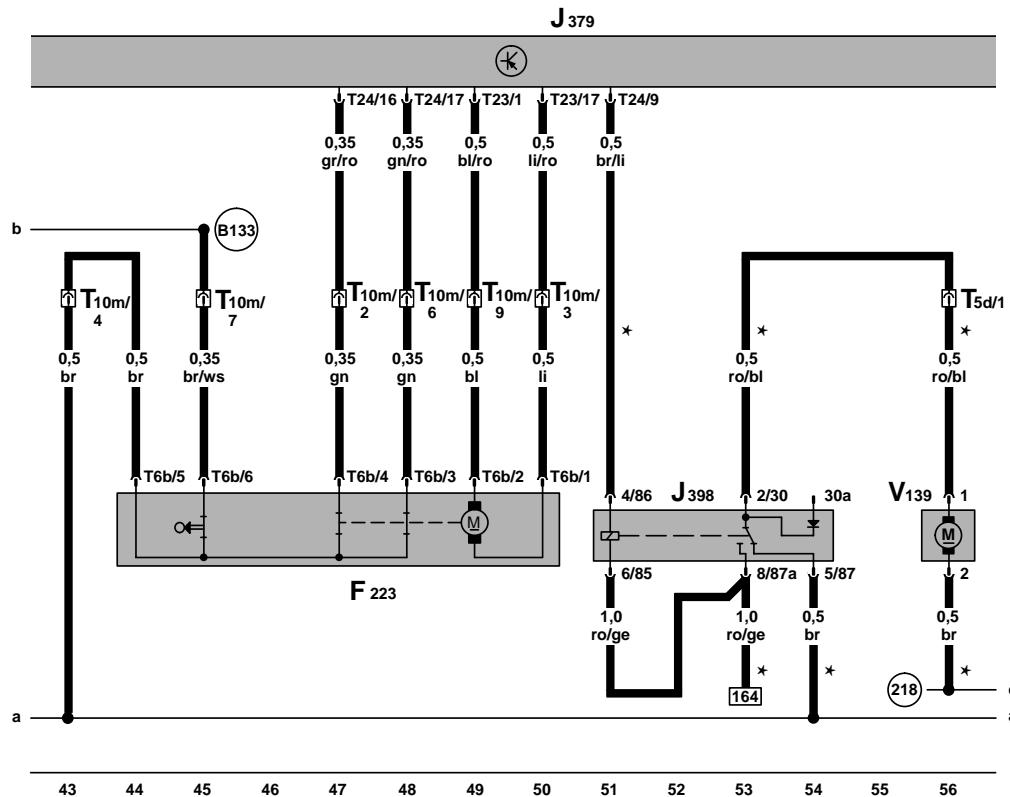 J 379
T24/16 T24/17 T23/1 T23/17 T24/9
0,35 0,35 0,5 0,5 0,5
gr/ro gn/ro bl/ro li/ro br/li
b B133
T10m/ T10m/ T10m/ T10m/ T10m/ T10m/ T5d/1
4 7 2 6 9 3
★ ★ ★
0,5 0,5 0,35 0,35 0,35 0,5 0,5 0,5 0,5
br br br/ws gn gn bl li ro/bl ro/bl
T6b/5 T6b/6 T6b/4 T6b/3 T6b/2 T6b/1
4/86 J 398 2/30 30a V 139 1
M M
F 223
6/85 8/87a 5/87 2
1,0 1,0 0,5 0,5
ro/ge ro/ge br br
★ ★ ★
164 218
a
43 44 45 46 47 48 49 50 51 52 53 54 55 56